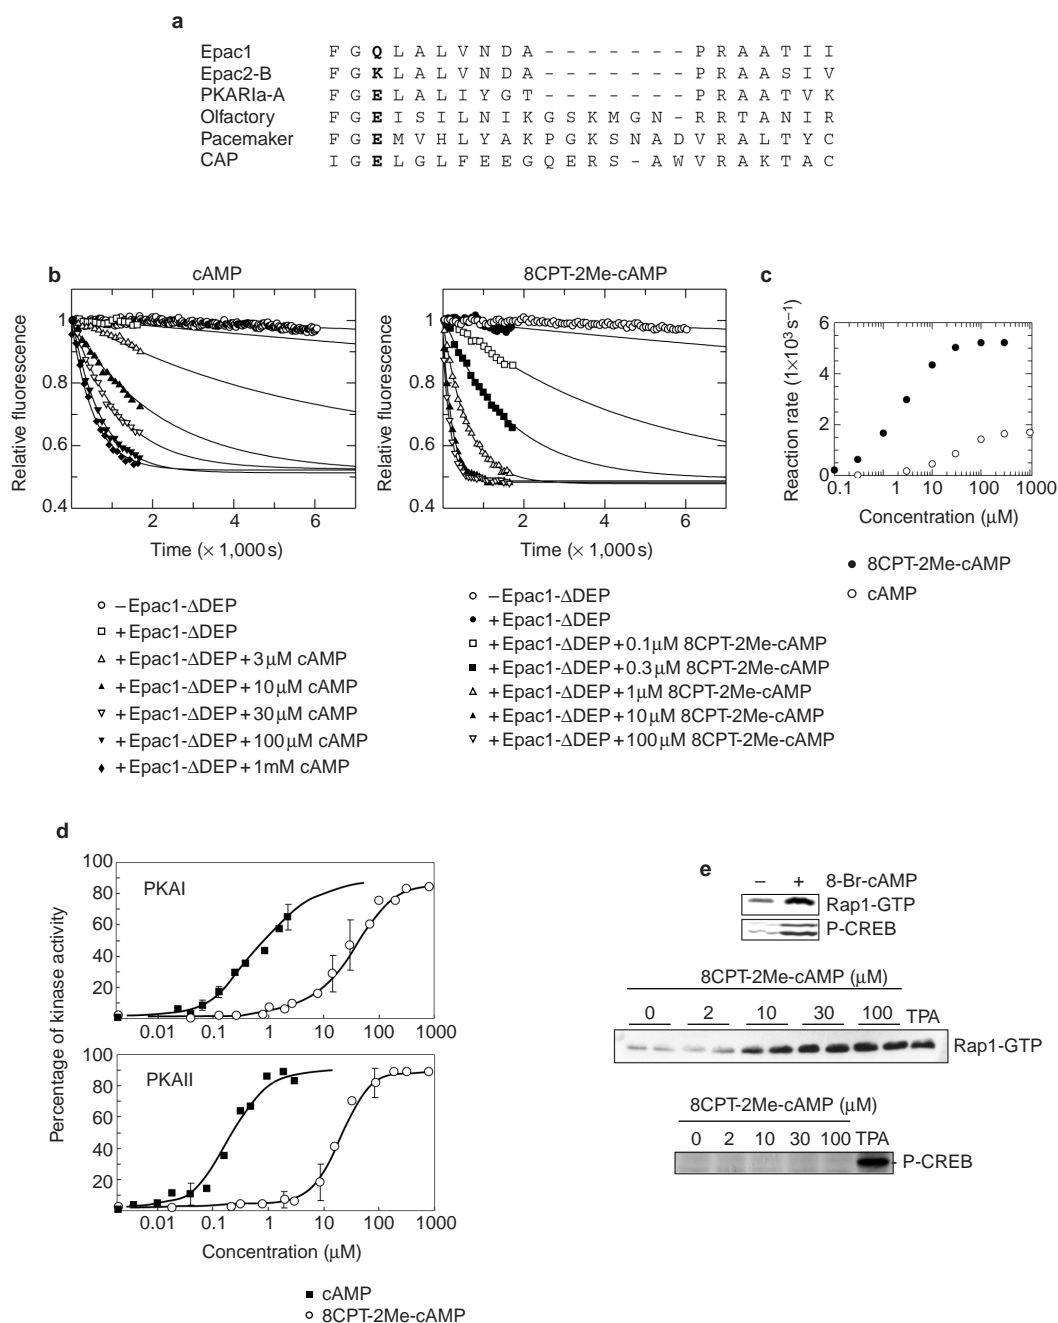 a
Epac1 F G Q L A L V N D A - - - - - - - P R A A T I I
Epac2-B F G K L A L V N D A - - - - - - - P R A A S I V
PKARIa-A F G E L A L I Y G T - - - - - - - P R A A T V K
Olfactory F G E I S I L N I K G S K M G N - R R T A N I R
Pacemaker F G E M V H L Y A K P G K S N A D V R A L T Y C
CAP I G E L G L F E E G Q E R S - A W V R A K T A C
b
cAMP
Relative fluorescence
1
0.8
0.6
0.4
2 4 6
Time (× 1,000 s)
○ –Epac1-ΔDEP
□ +Epac1-ΔDEP
△ +Epac1-ΔDEP+3 μM cAMP
▲ +Epac1-ΔDEP+10 μM cAMP
▽ +Epac1-ΔDEP+30 μM cAMP
▼ +Epac1-ΔDEP+100 μM cAMP
♦ +Epac1-ΔDEP+1mM cAMP
8CPT-2Me-cAMP
Relative fluorescence
1
0.8
0.6
0.4
2 4 6
Time (× 1,000 s)
○ –Epac1-ΔDEP
● +Epac1-ΔDEP
□ +Epac1-ΔDEP+0.1μM 8CPT-2Me-cAMP
■ +Epac1-ΔDEP+0.3 μM 8CPT-2Me-cAMP
△ +Epac1-ΔDEP+1μM 8CPT-2Me-cAMP
▲ +Epac1-ΔDEP+10 μM 8CPT-2Me-cAMP
▽ +Epac1-ΔDEP+100 μM 8CPT-2Me-cAMP
c
Reaction rate (1×10³ s⁻¹)
6
4
2
0
0.1 1 10 100 1000
Concentration (μM)
● 8CPT-2Me-cAMP
○ cAMP
d
Percentage of kinase activity
PKAI
100
80
60
40
20
0.01 0.1 1 10 100 1000
PKAII
100
80
60
40
20
0.01 0.1 1 10 100 1000
Concentration (μM)
■ cAMP
○ 8CPT-2Me-cAMP
e
– + 8-Br-cAMP
Rap1-GTP
P-CREB
8CPT-2Me-cAMP (μM)
0 2 10 30 100 TPA
Rap1-GTP
8CPT-2Me-cAMP (μM)
0 2 10 30 100 TPA
P-CREB